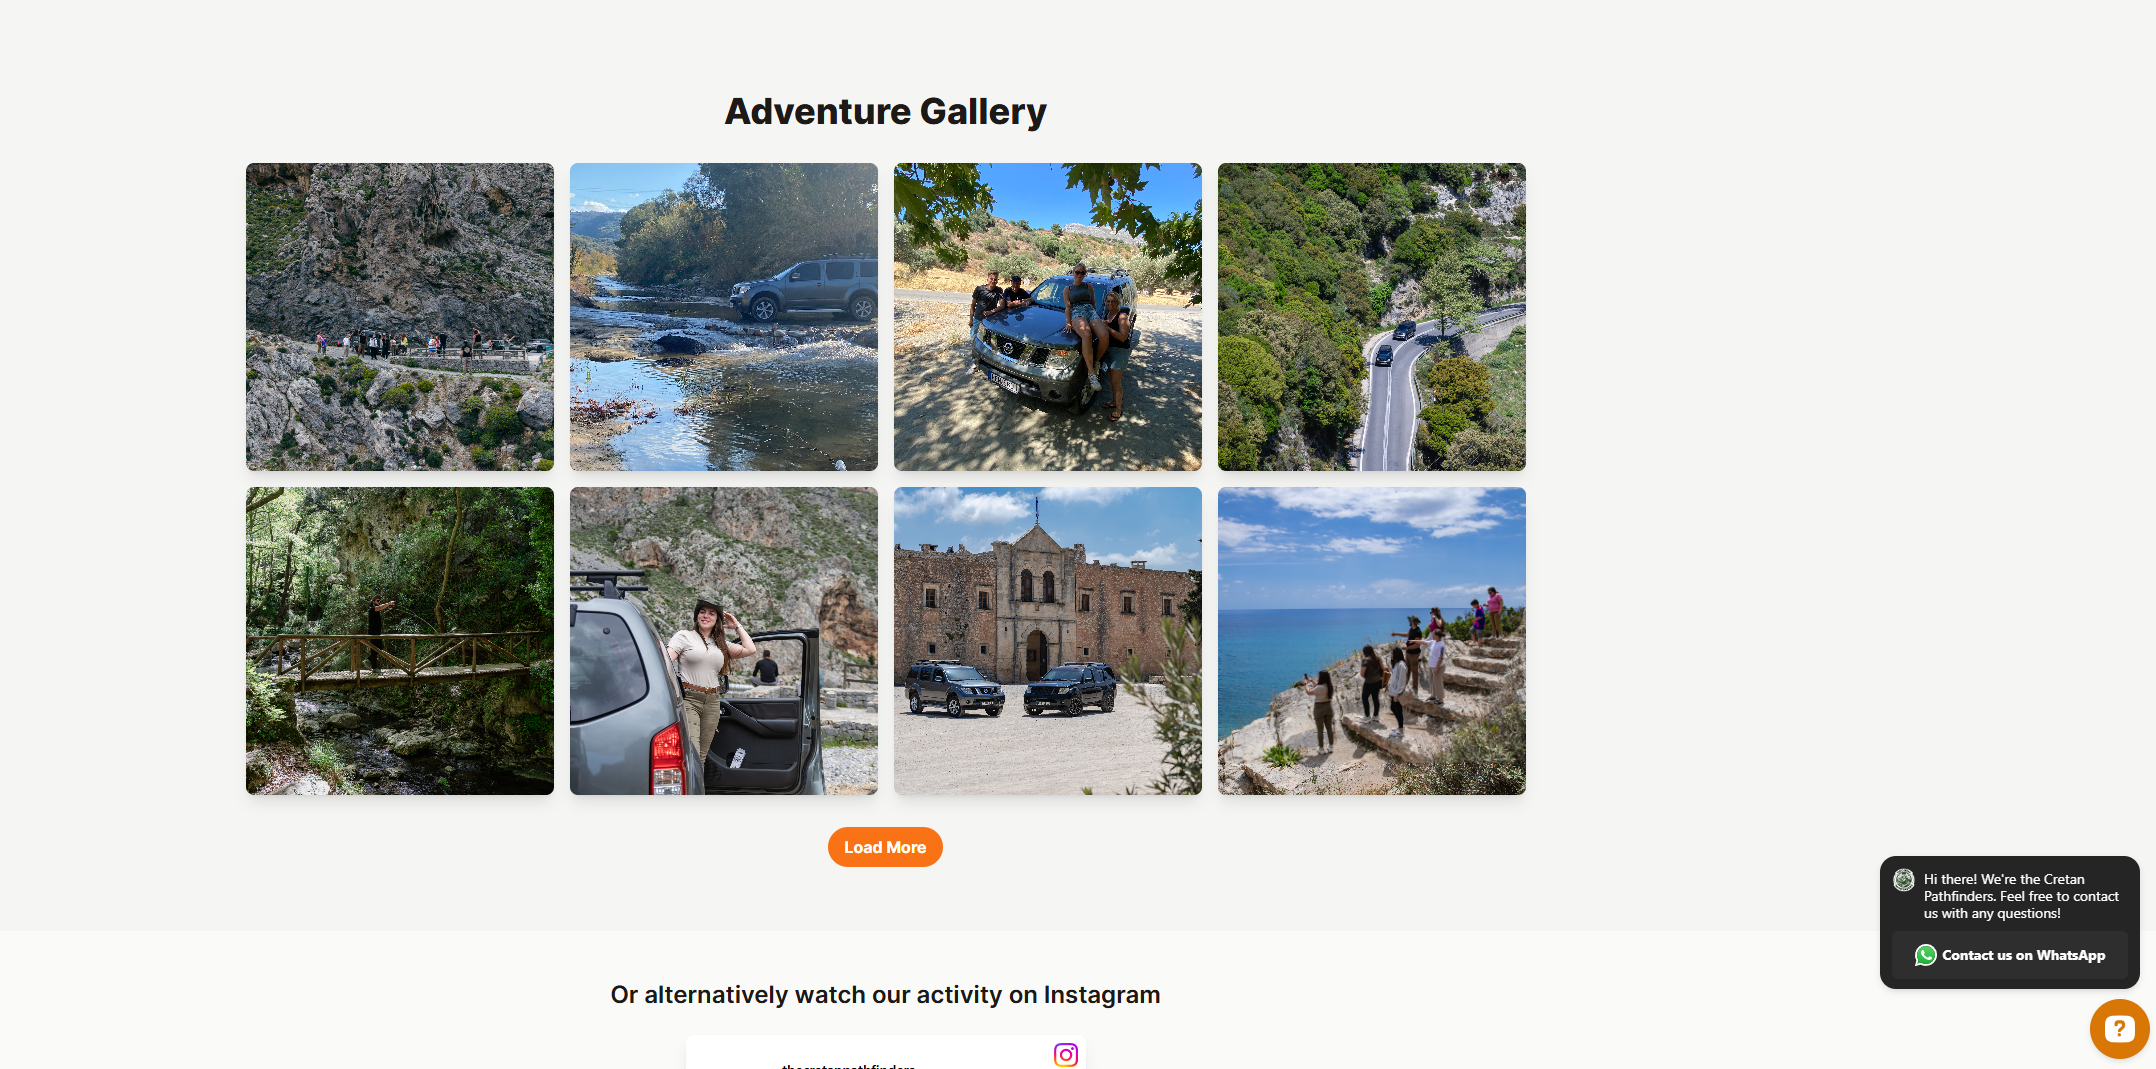 Adventure Gallery
Load More
Hi there! We're the Cretan
Pathfinders. Feel free to contact
us with any questions!
Contact us on WhatsApp
Or alternatively watch our activity on Instagram
thecretanpathfinders